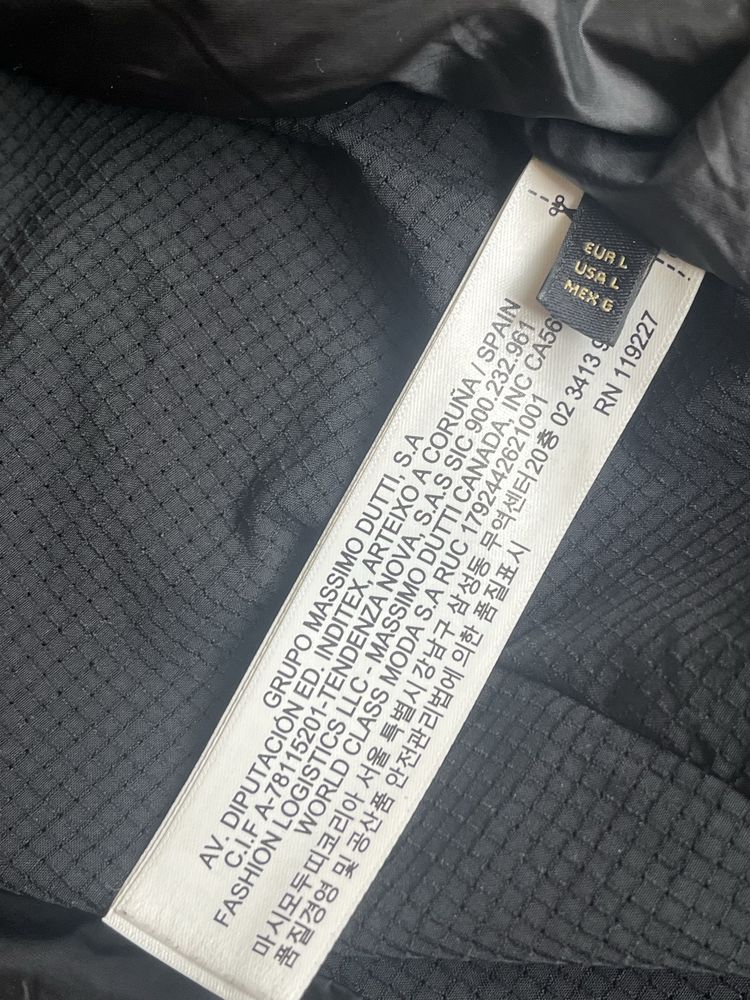 EUR L
USA L
MEX G
GRUPO MASSIMO DUTTI, S.A
AV. DIPUTACIÓN ED. INDITEX, ARTEIXO A CORUÑA / SPAIN
C.I.F A-78115201-TENDENZA NOVA, S.A.S SIC 900.232.961
FASHION LOGISTICS LLC. MASSIMO DUTTI CANADA, INC CA56
WORLD CLASS MODA S.A RUC 1792442621001
마시모두띠코리아 서울 특별시 강남구 삼성동 무역센터20층 02 3413 9
품질경영 및 공산품 안전관리법에 의한 품질표시
RN 119227